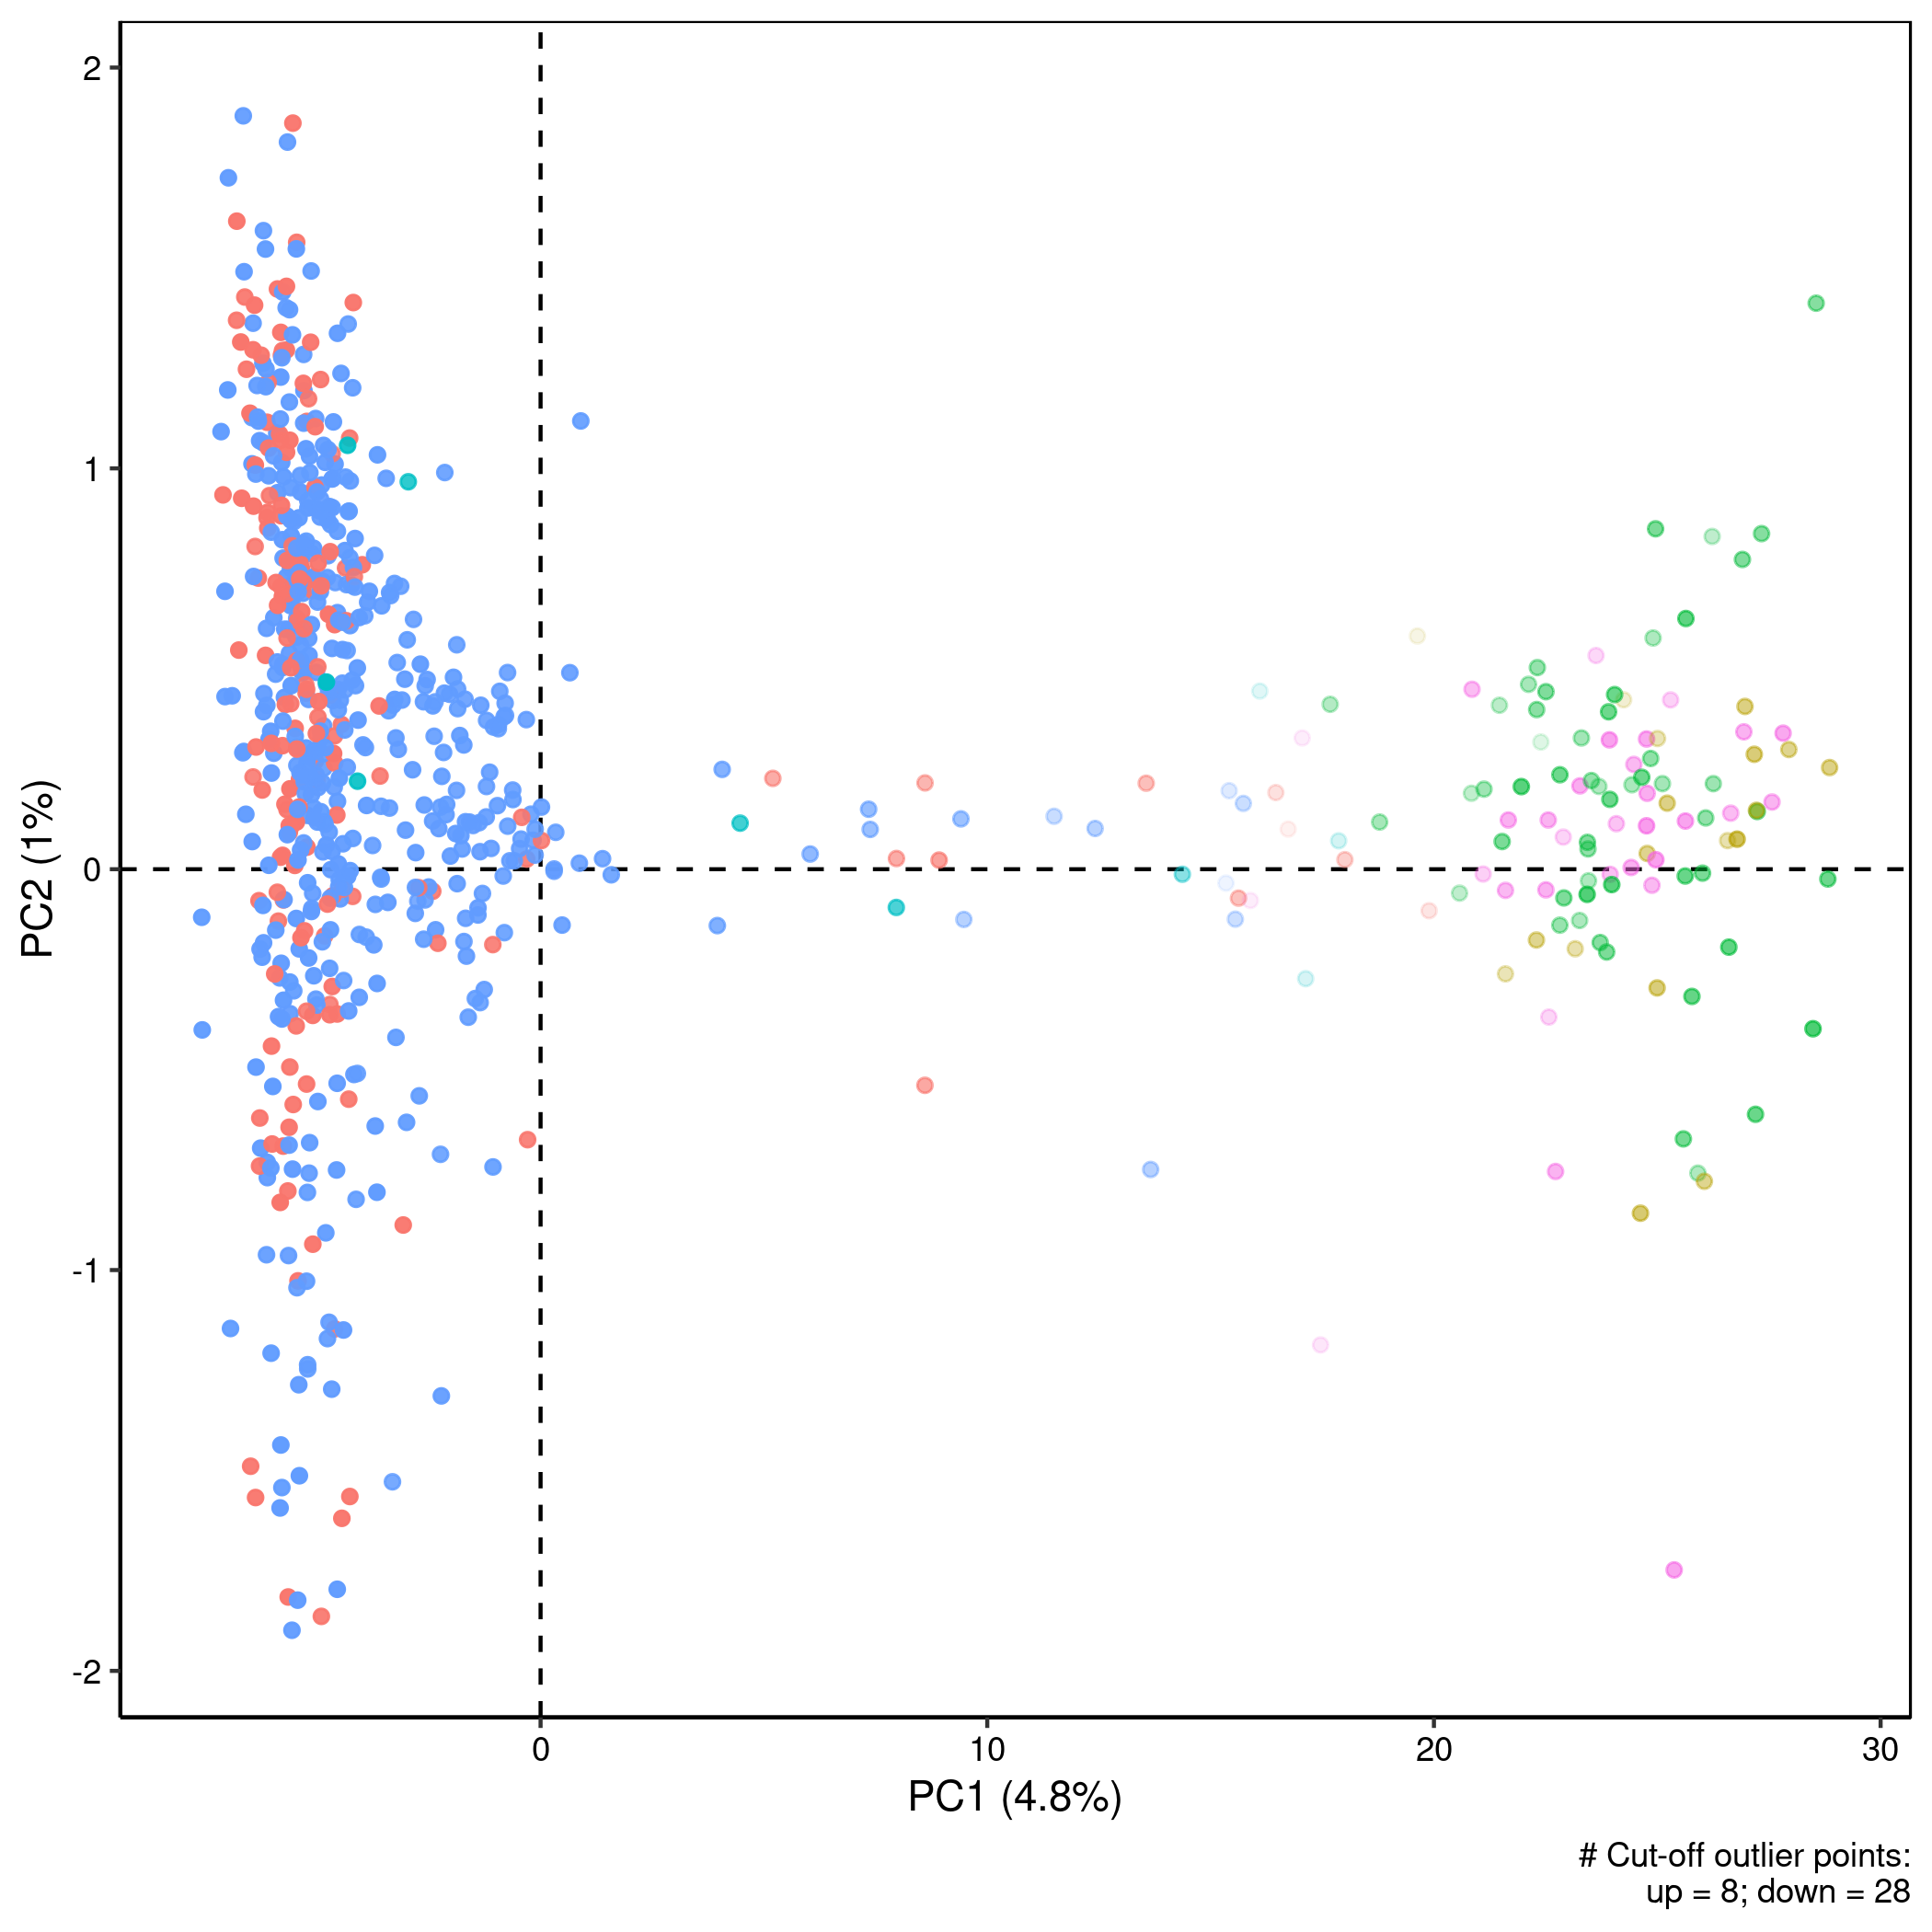 2
1
0
-1
-2
PC2 (1%)
0
10
20
30
PC1 (4.8%)
# Cut-off outlier points:
up = 8; down = 28